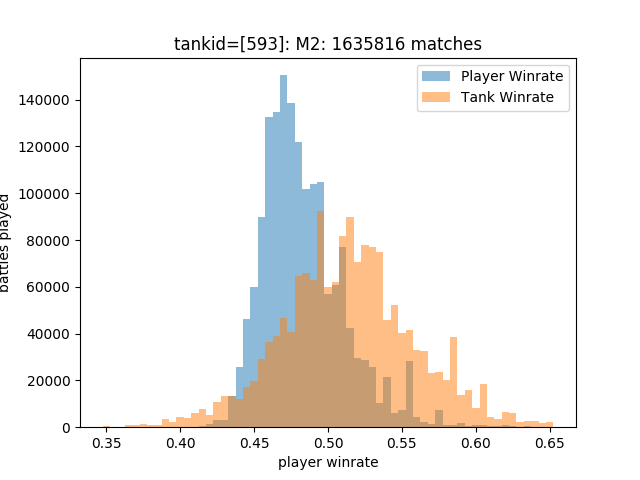 tankid=[593]: M2: 1635816 matches
Player Winrate
Tank Winrate
140000
120000
100000
80000
60000
40000
20000
0
battles played
0.35 0.40 0.45 0.50 0.55 0.60 0.65
player winrate